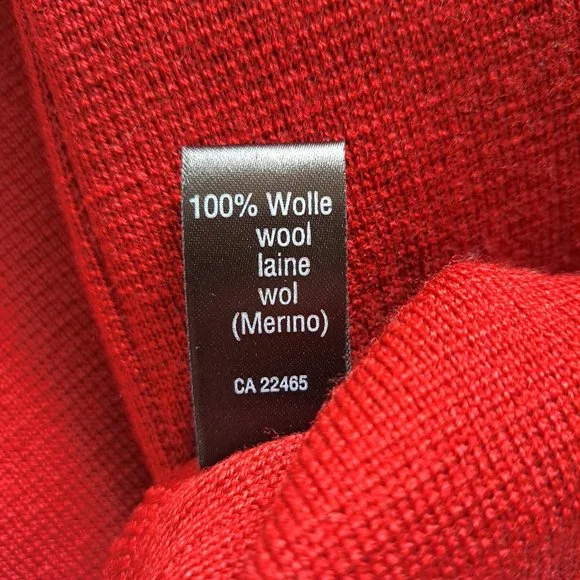 100% Wolle
wool
laine
wol
(Merino)
CA 22465